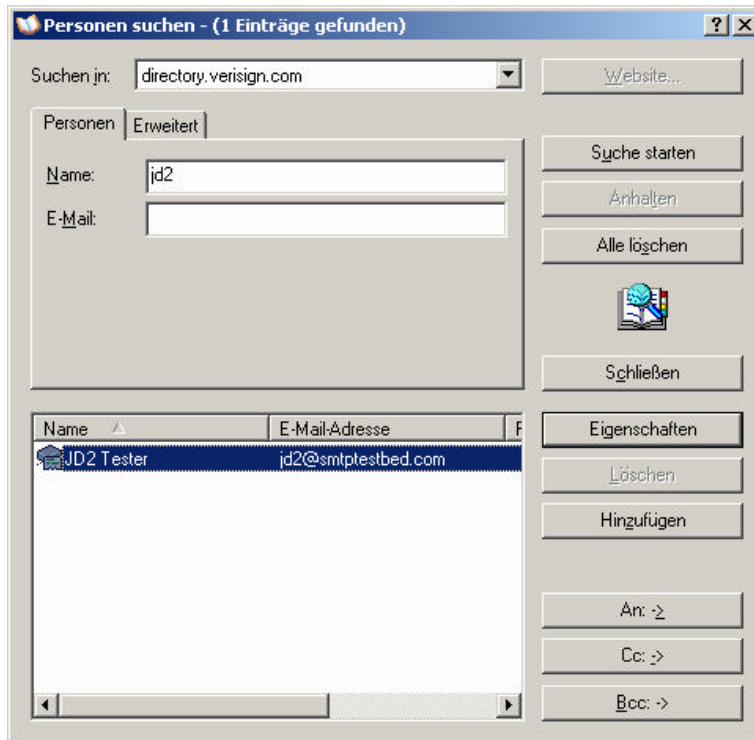 Personen suchen - (1 Einträge gefunden)
Suchen in: directory.verisign.com
Website...
Personen Erweitert
Name: jd2
E-Mail:
Suche starten
Anhalten
Alle löschen
Schließen
Name E-Mail-Adresse
JD2 Tester jd2@smtptestbed.com
Eigenschaften
Löschen
Hinzufügen
An: ->
Cc: ->
Bcc: ->